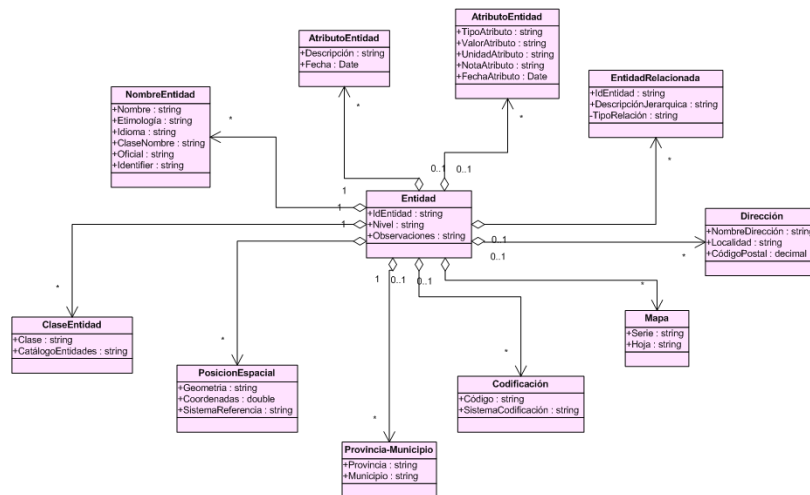 AtributoEntidad
+Descripción : string
+Fecha : Date
AtributoEntidad
+TipoAtributo : string
+ValorAtributo : string
+UnidadAtributo : string
+NotaAtributo : string
+FechaAtributo : Date
EntidadRelacionada
+IdEntidad : string
+DescripciónJerarquica : string
-TipoRelación : string
NombreEntidad
+Nombre : string
+Etimología : string
+Idioma : string
+ClaseNombre : string
+Oficial : string
+Identifier : string
*
*
*
*
0..1
0..1
1
1
1
Entidad
+IdEntidad : string
+Nivel : string
+Observaciones : string
0..1
0..1
*
Dirección
+NombreDirección : string
+Localidad : string
+CódigoPostal : decimal
1
0..1
0..1
*
*
*
*
*
ClaseEntidad
+Clase : string
+CatálogoEntidades : string
Mapa
+Serie : string
+Hoja : string
PosicionEspacial
+Geometria : string
+Coordenadas : double
+SistemaReferencia : string
Codificación
+Código : string
+SistemaCodificación : string
Provincia-Municipio
+Provincia : string
+Municipio : string